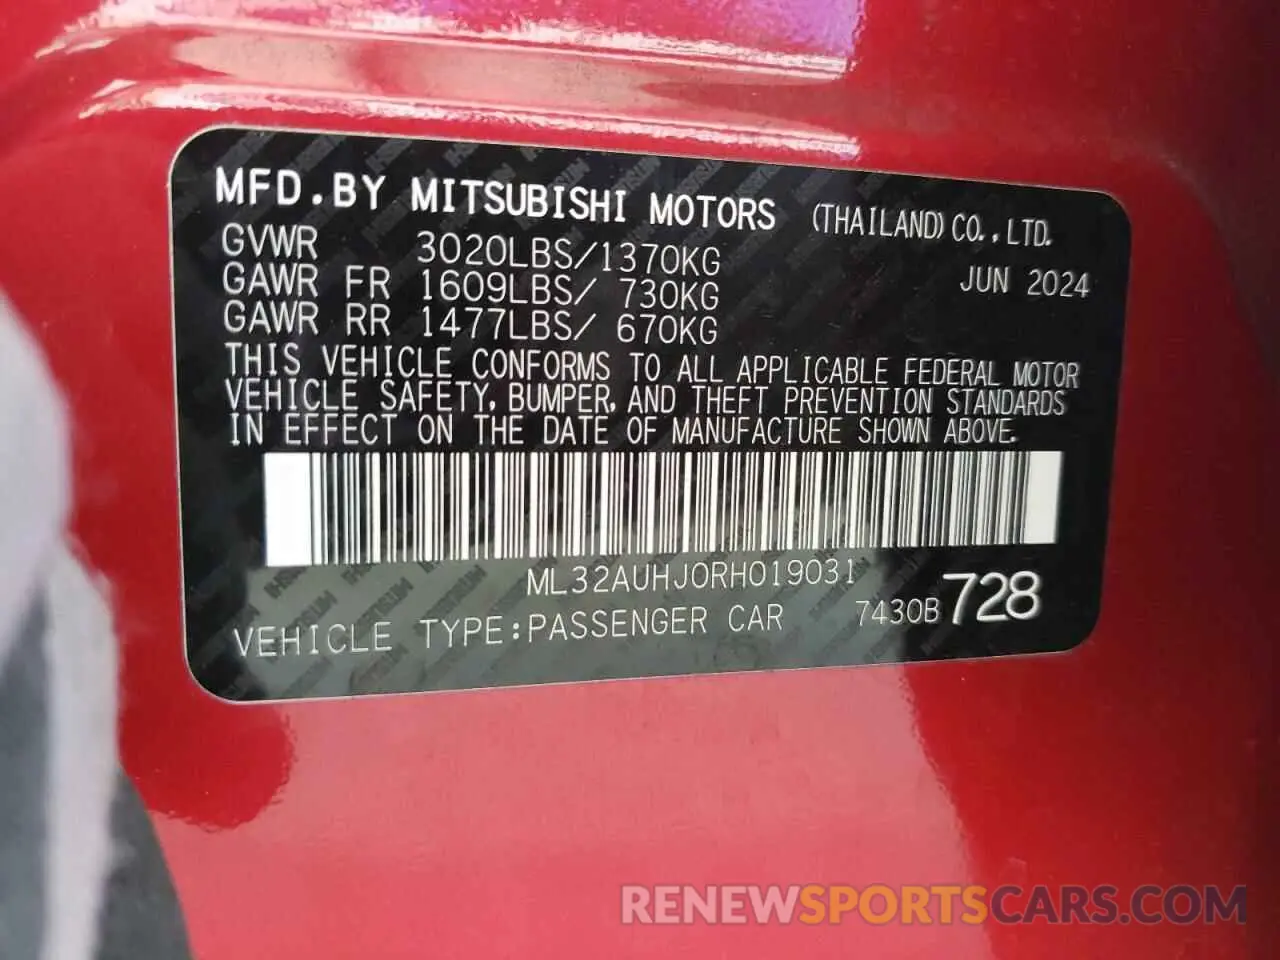 MFD.BY MITSUBISHI MOTORS (THAILAND) CO., LTD.
GVWR 3020LBS/1370KG JUN 2024
GAWR FR 1609LBS/ 730KG
GAWR RR 1477LBS/ 670KG
THIS VEHICLE CONFORMS TO ALL APPLICABLE FEDERAL MOTOR
VEHICLE SAFETY, BUMPER, AND THEFT PREVENTION STANDARDS
IN EFFECT ON THE DATE OF MANUFACTURE SHOWN ABOVE.
ML32AUHJ0RH019031
VEHICLE TYPE:PASSENGER CAR 7430B 728
RENEWSPORTSCARS.COM